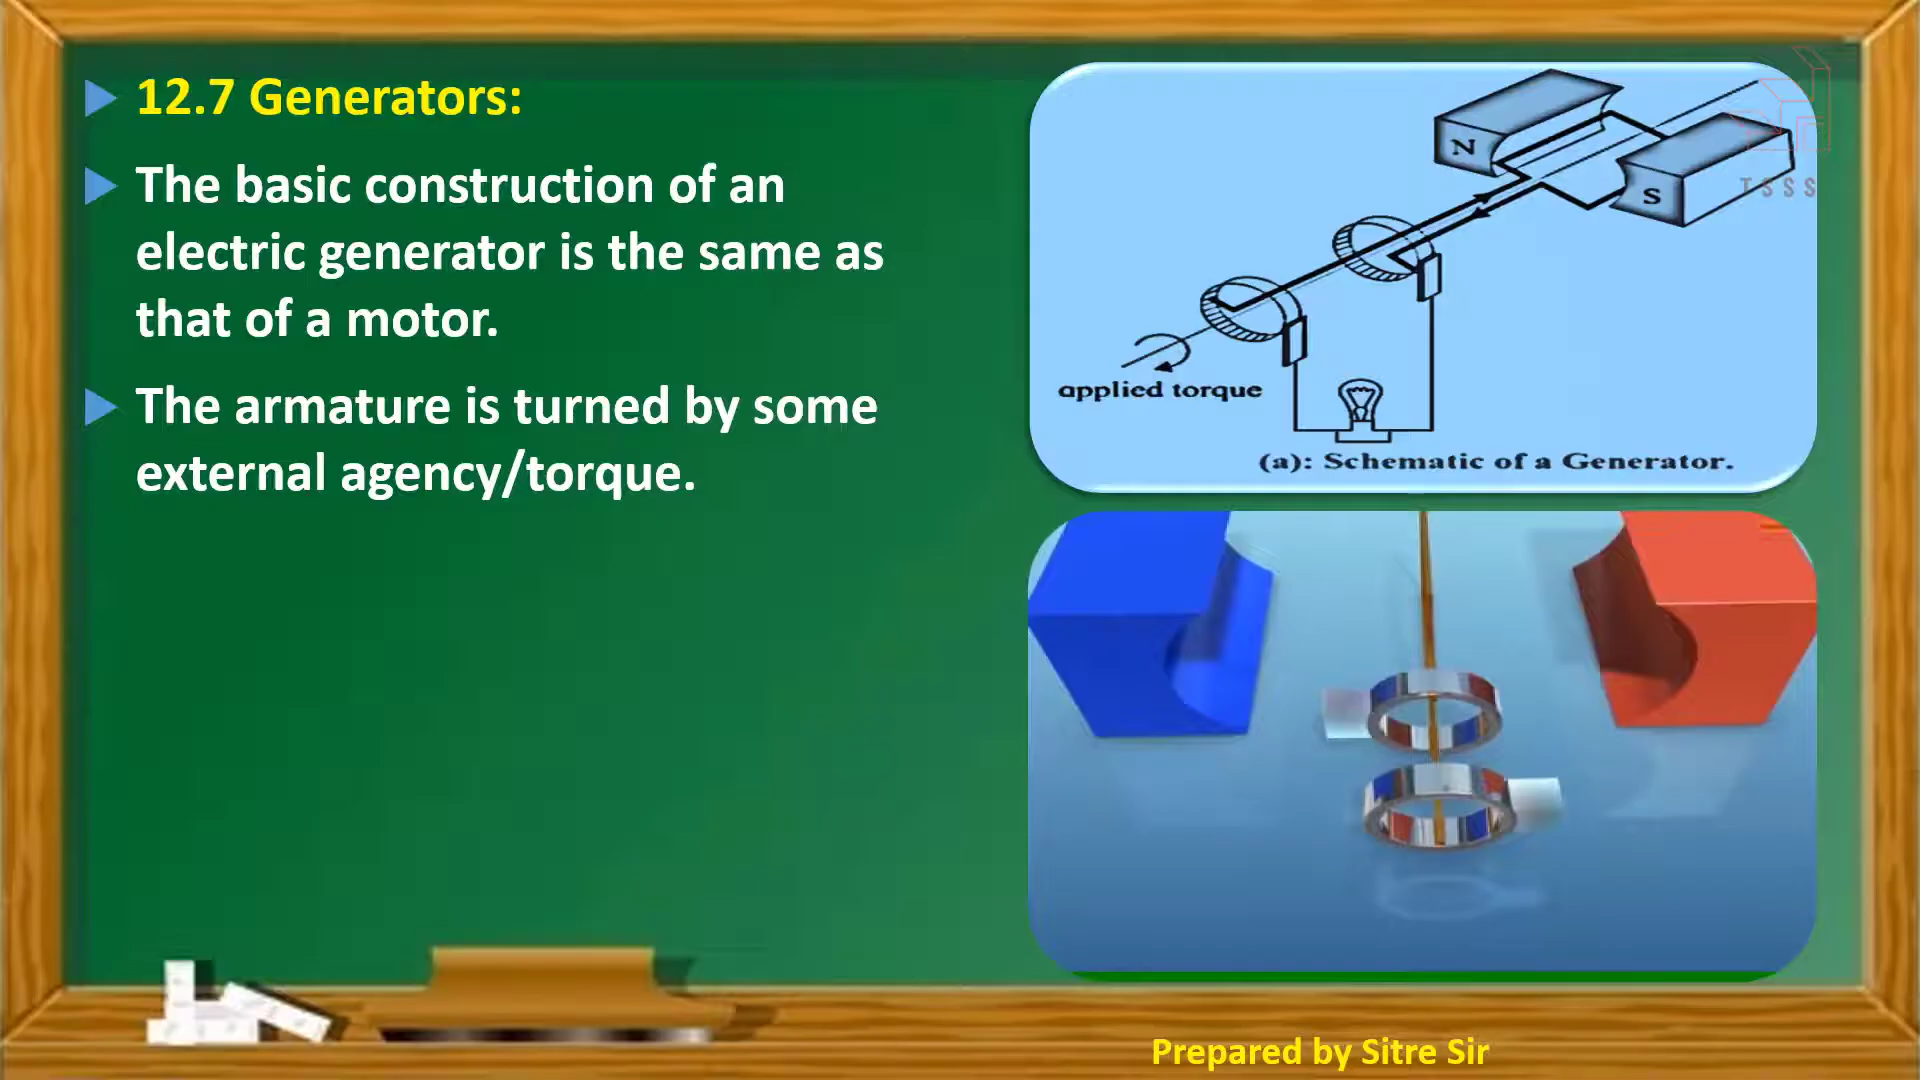 12.7 Generators:
The basic construction of an
electric generator is the same as
that of a motor.
The armature is turned by some
external agency/torque.
N
S
TSSS
applied torque
(a): Schematic of a Generator.
Prepared by Sitre Sir